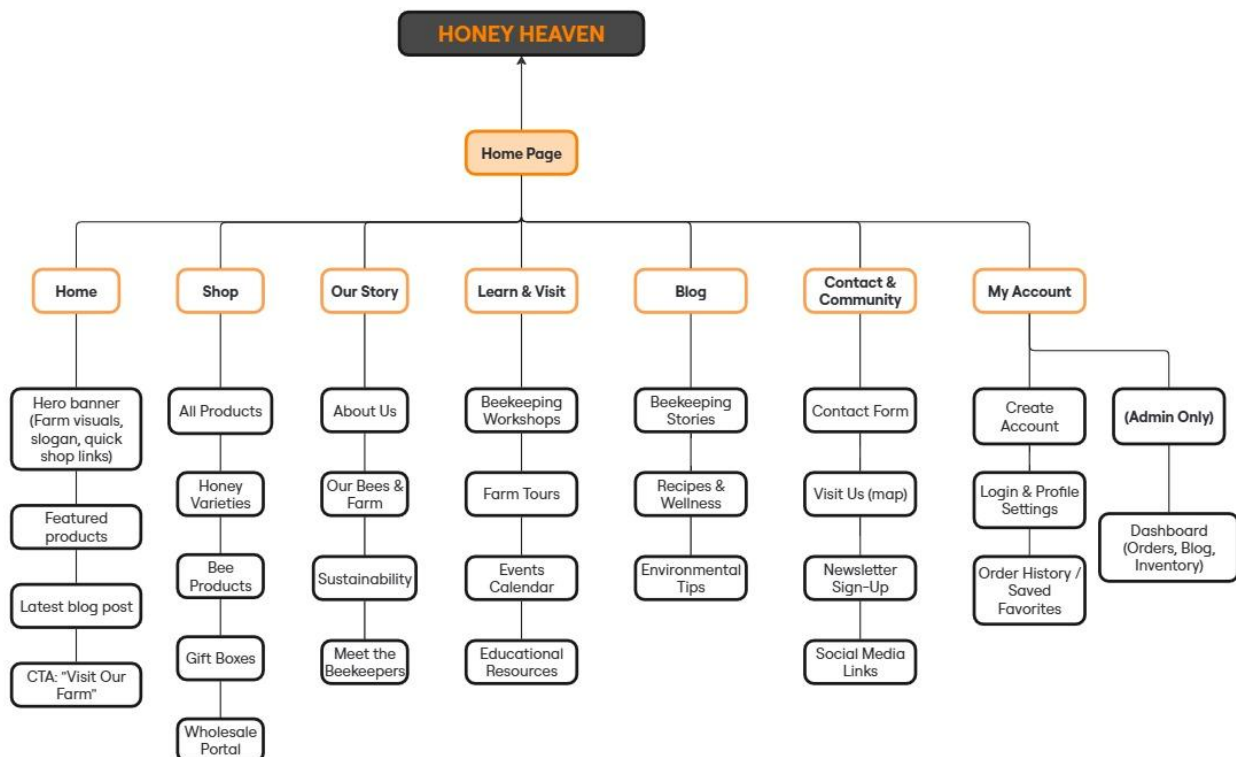 HONEY HEAVEN
Home Page
Home
Shop
Our Story
Learn & Visit
Blog
Contact &
Community
My Account
Hero banner
(Farm visuals,
slogan, quick
shop links)
Featured
products
Latest blog post
CTA: "Visit Our
Farm"
All Products
Honey
Varieties
Bee
Products
Gift Boxes
Wholesale
Portal
About Us
Our Bees &
Farm
Sustainability
Meet the
Beekeepers
Beekeeping
Workshops
Farm Tours
Events
Calendar
Educational
Resources
Beekeeping
Stories
Recipes &
Wellness
Environmental
Tips
Contact Form
Visit Us (map)
Newsletter
Sign-Up
Social Media
Links
Create
Account
Login & Profile
Settings
Order History /
Saved
Favorites
(Admin Only)
Dashboard
(Orders, Blog,
Inventory)